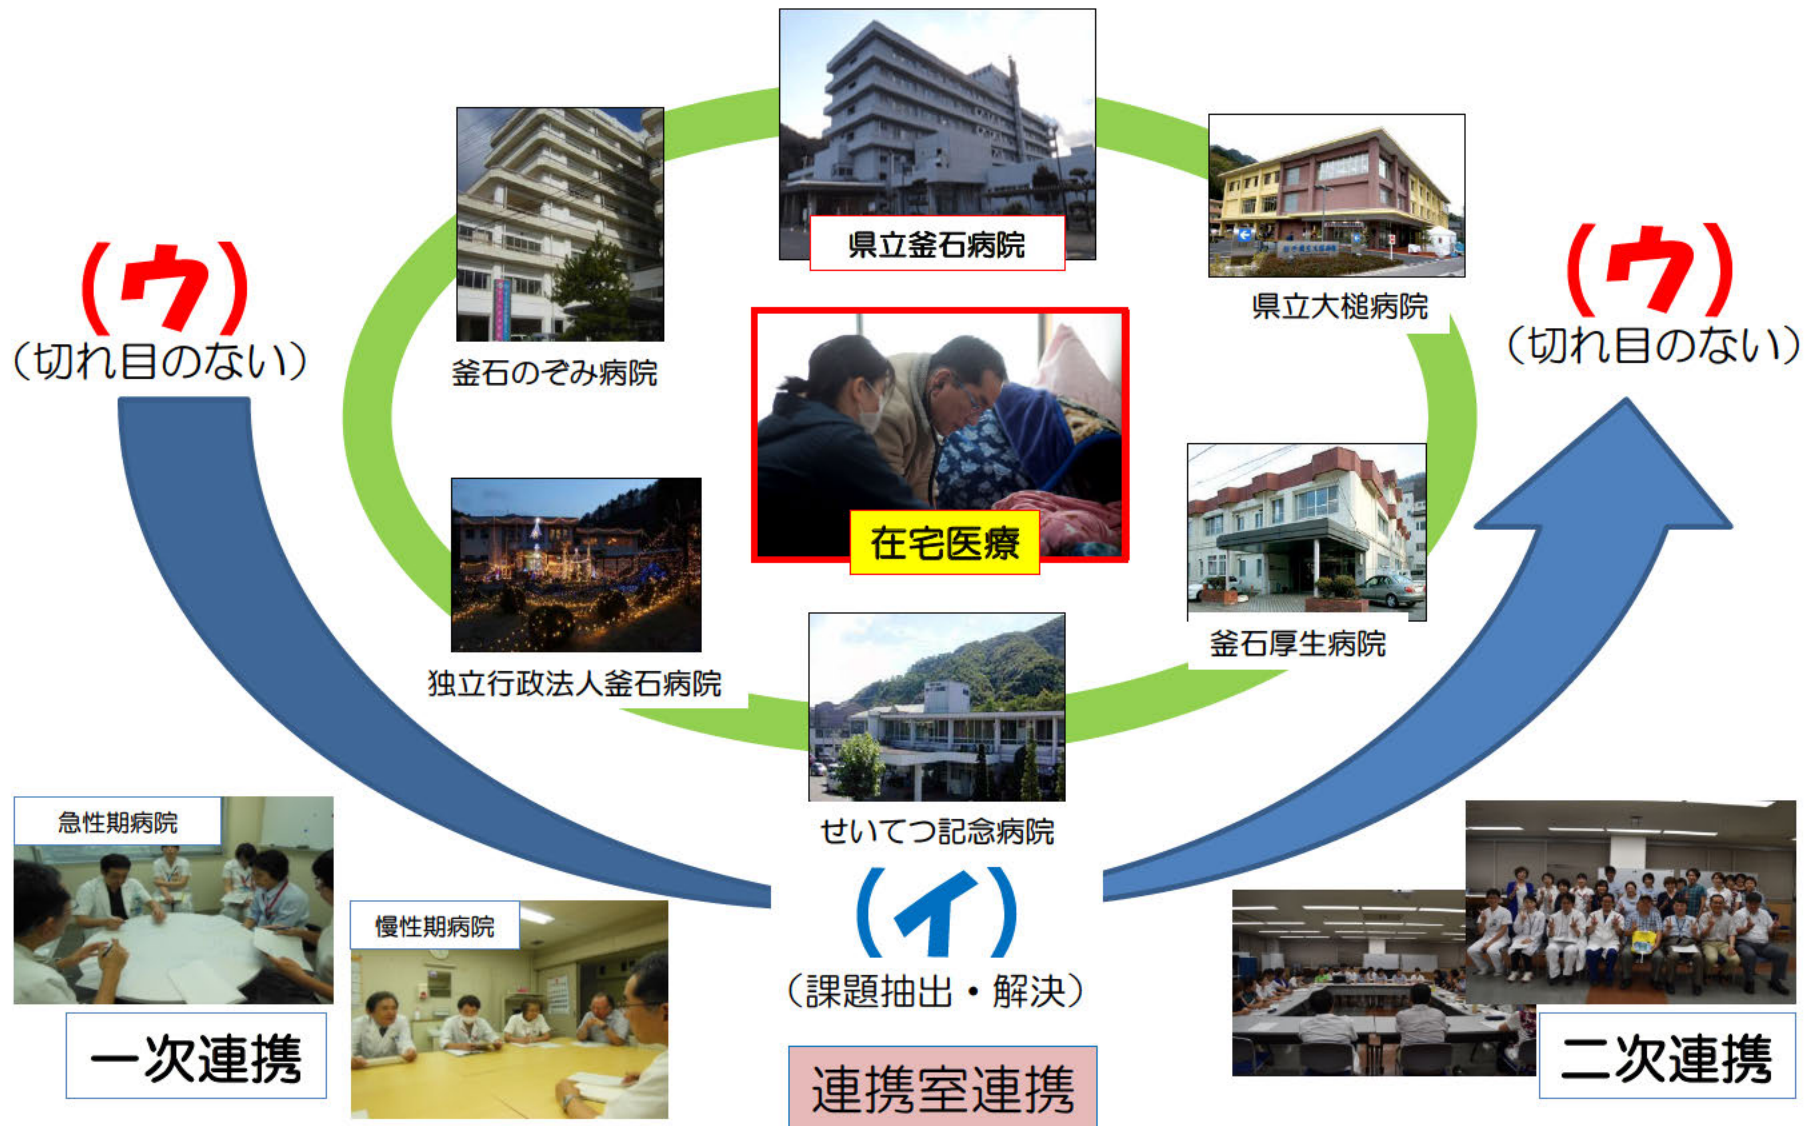 県立釜石病院
県立大槌病院
釜石のぞみ病院
(ウ)
（切れ目のない）
(ウ)
（切れ目のない）
在宅医療
独立行政法人釜石病院
釜石厚生病院
せいてつ記念病院
急性期病院
慢性期病院
(イ)
（課題抽出・解決）
一次連携
連携室連携
二次連携